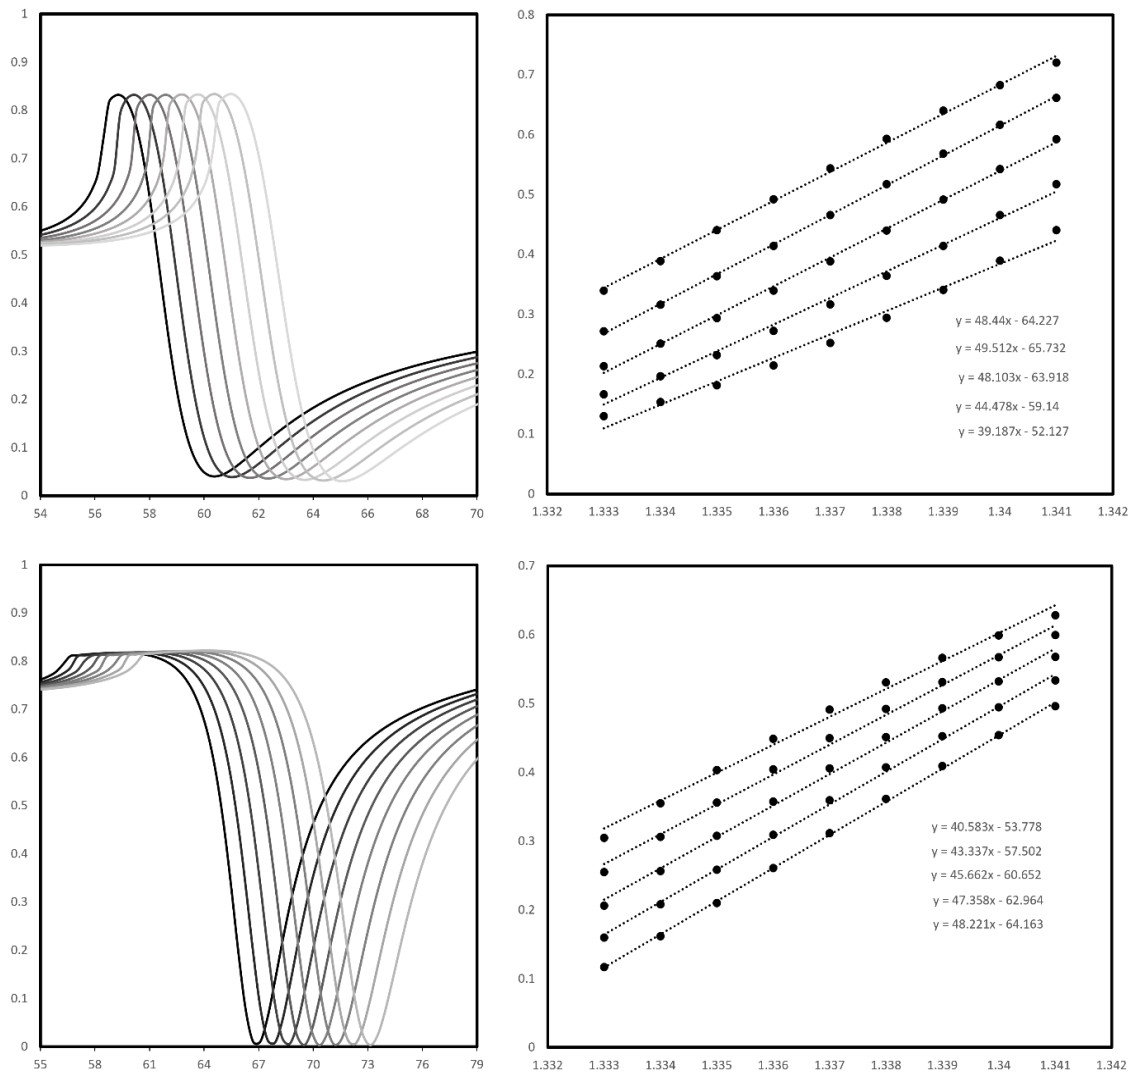 1
0.9
0.8
0.7
0.6
0.5
0.4
0.3
0.2
0.1
0
54 56 58 60 62 64 66 68 70
0.8
0.7
0.6
0.5
0.4
0.3
0.2
0.1
0
y = 48.44x - 64.227
y = 49.512x - 65.732
y = 48.103x - 63.918
y = 44.478x - 59.14
y = 39.187x - 52.127
1.332 1.333 1.334 1.335 1.336 1.337 1.338 1.339 1.34 1.341 1.342
1
0.9
0.8
0.7
0.6
0.5
0.4
0.3
0.2
0.1
0
55 58 61 64 67 70 73 76 79
0.7
0.6
0.5
0.4
0.3
0.2
0.1
0
y = 40.583x - 53.778
y = 43.337x - 57.502
y = 45.662x - 60.652
y = 47.358x - 62.964
y = 48.221x - 64.163
1.332 1.333 1.334 1.335 1.336 1.337 1.338 1.339 1.34 1.341 1.342